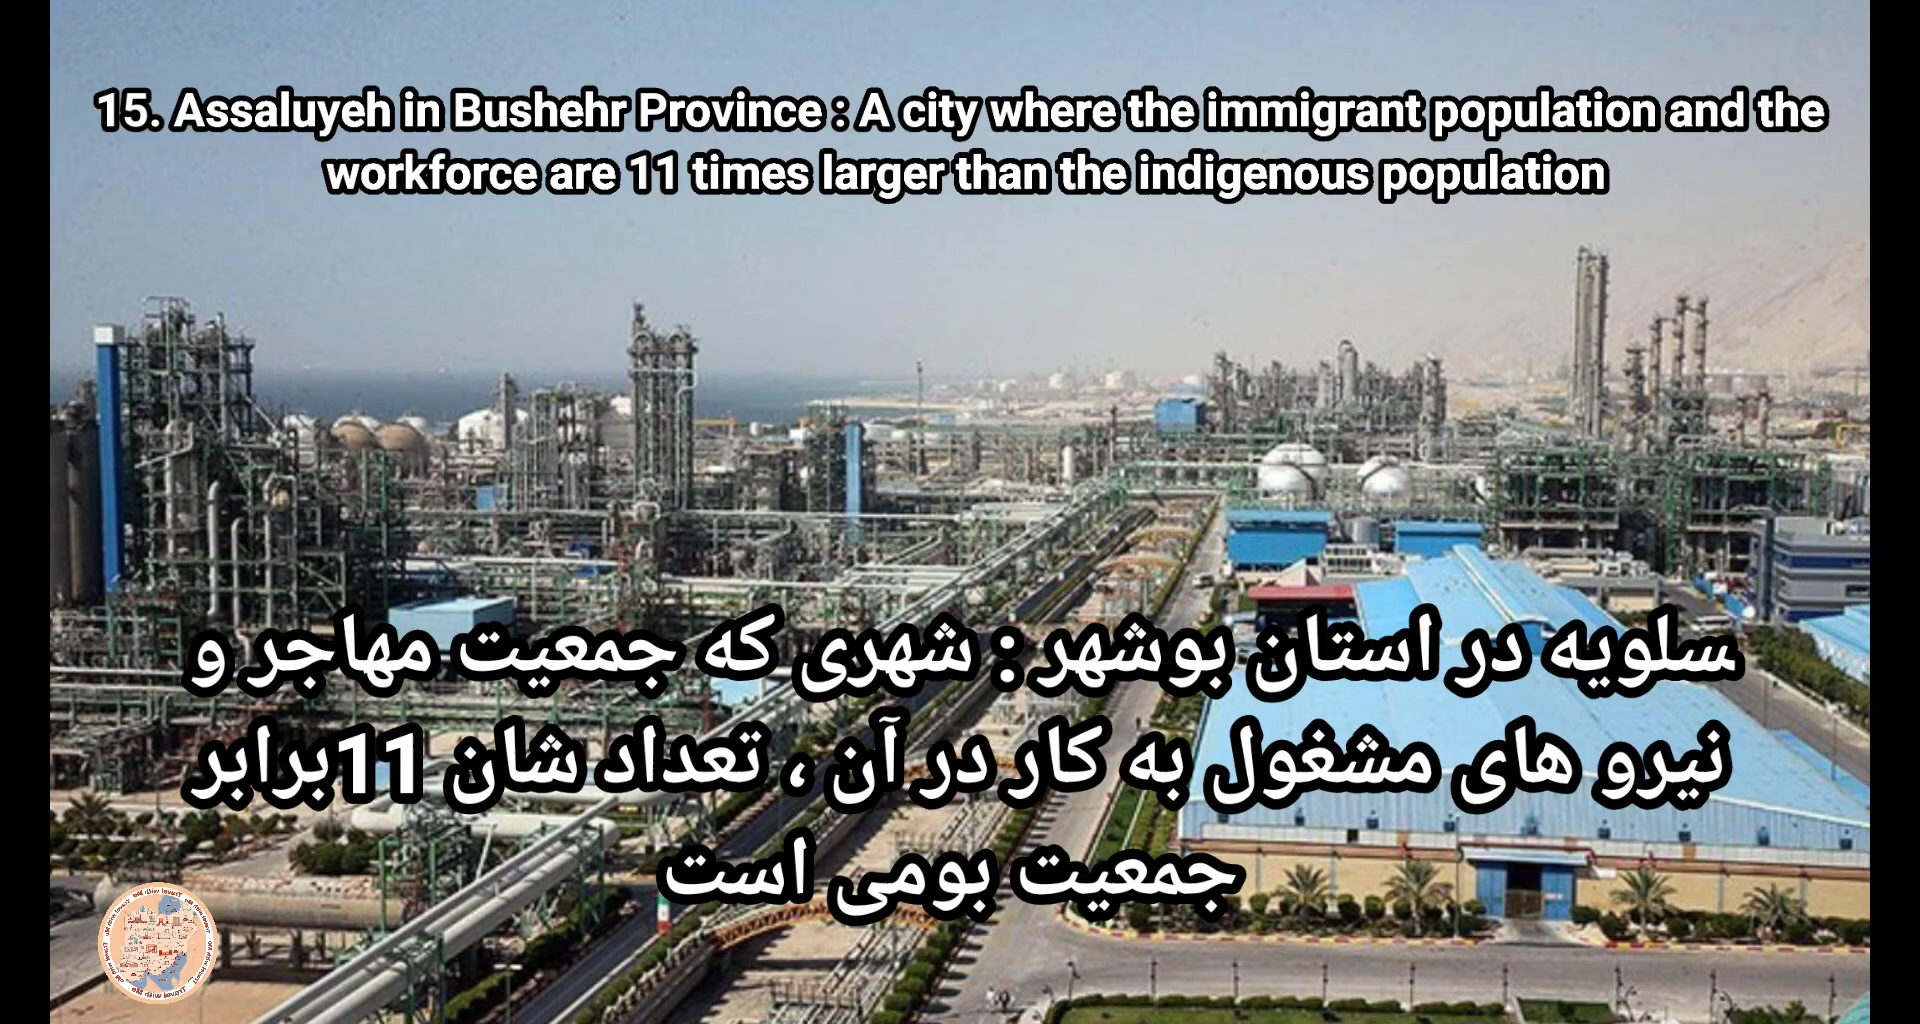 15. Assaluyeh in Bushehr Province : A city where the immigrant population and the
workforce are 11 times larger than the indigenous population
سلویه در استان بوشهر : شهری که جمعیت مهاجر و
نیرو های مشغول به کار در آن ، تعداد شان 11برابر
جمعیت بومی است